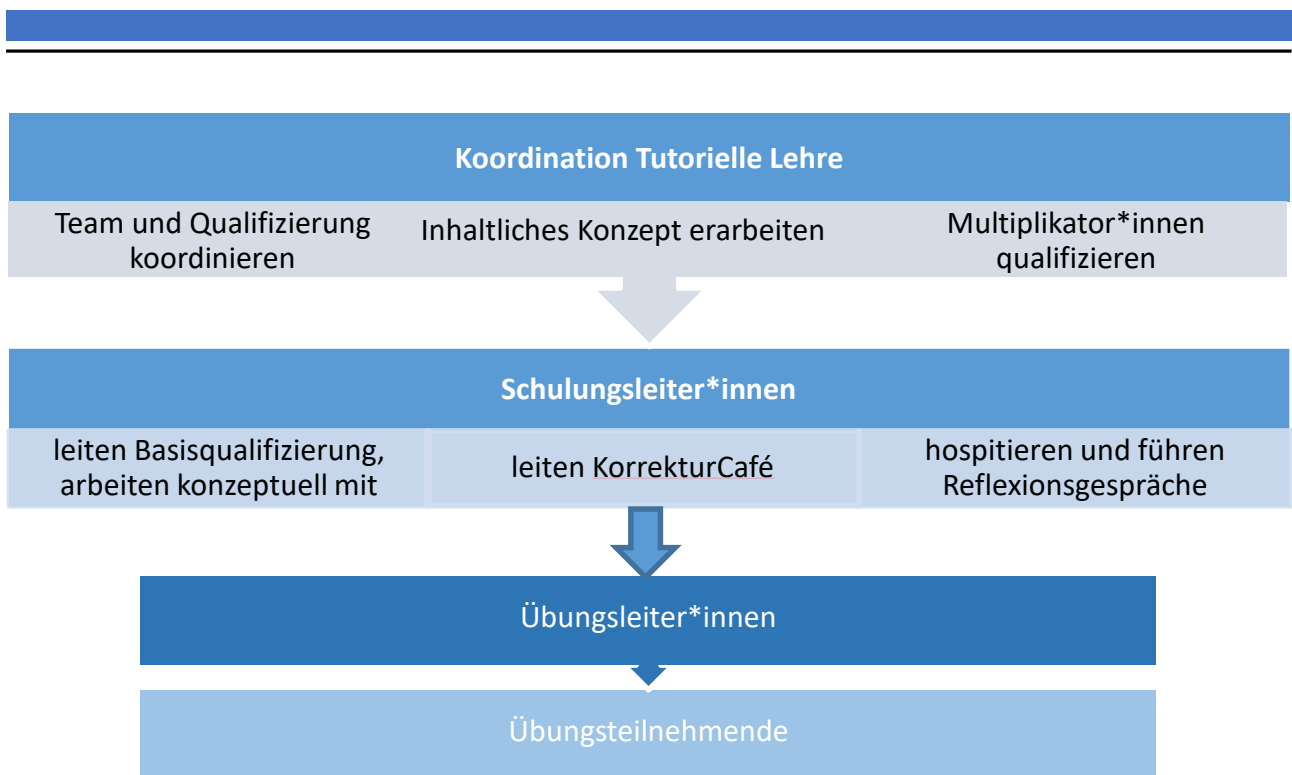 Koordination Tutorielle Lehre
Team und Qualifizierung
koordinieren
Inhaltliches Konzept erarbeiten
Multiplikator*innen
qualifizieren
Schulungsleiter*innen
leiten Basisqualifizierung,
arbeiten konzeptuell mit
leiten KorrekturCafé
hospitieren und führen
Reflexionsgespräche
Übungsleiter*innen
Übungsteilnehmende